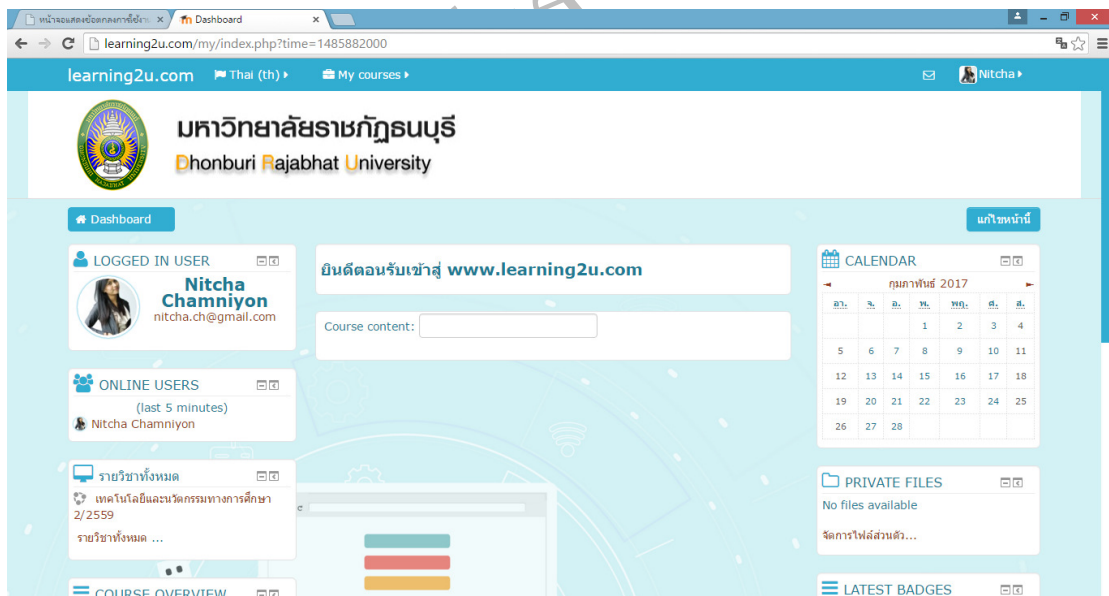 หน้าจอแสดงข้อตกลงการใช้งาน
Dashboard
learning2u.com/my/index.php?time=1485882000
learning2u.com Thai (th) My courses Nitcha
มหาวิทยาลัยราชภัฏธนบุรี
Dhonburi Rajabhat University
Dashboard
แก้ไขหน้านี้
LOGGED IN USER
Nitcha
Chamniyon
nitcha.ch@gmail.com
ONLINE USERS
(last 5 minutes)
Nitcha Chamniyon
รายวิชาทั้งหมด
เทคโนโลยีและนวัตกรรมทางการศึกษา
2/2559
รายวิชาทั้งหมด ...
COURSE OVERVIEW
ยินดีตอนรับเข้าสู่ www.learning2u.com
Course content:
CALENDAR
กุมภาพันธ์ 2017
อา. จ. อ. พ. พฤ. ศ. ส.
1 2 3 4
5 6 7 8 9 10 11
12 13 14 15 16 17 18
19 20 21 22 23 24 25
26 27 28
PRIVATE FILES
No files available
จัดการไฟล์ส่วนตัว...
LATEST BADGES